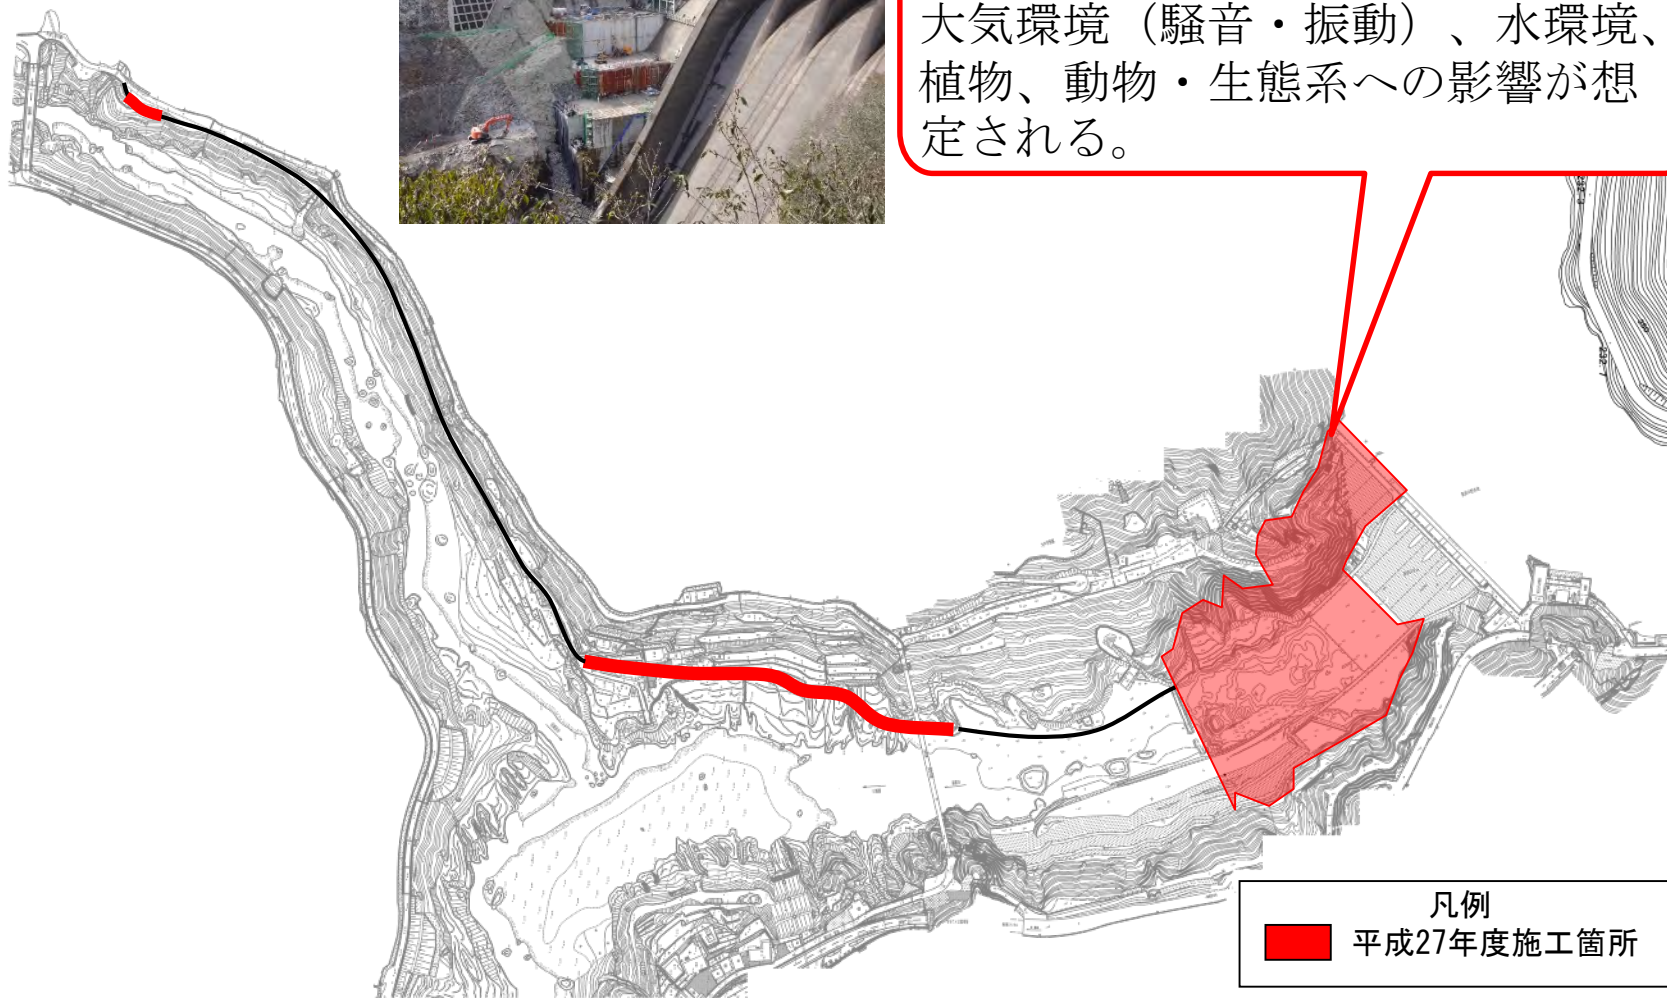 大気環境（騒音・振動）、水環境、
植物、動物・生態系への影響が想
定される。
凡例
平成27年度施工箇所